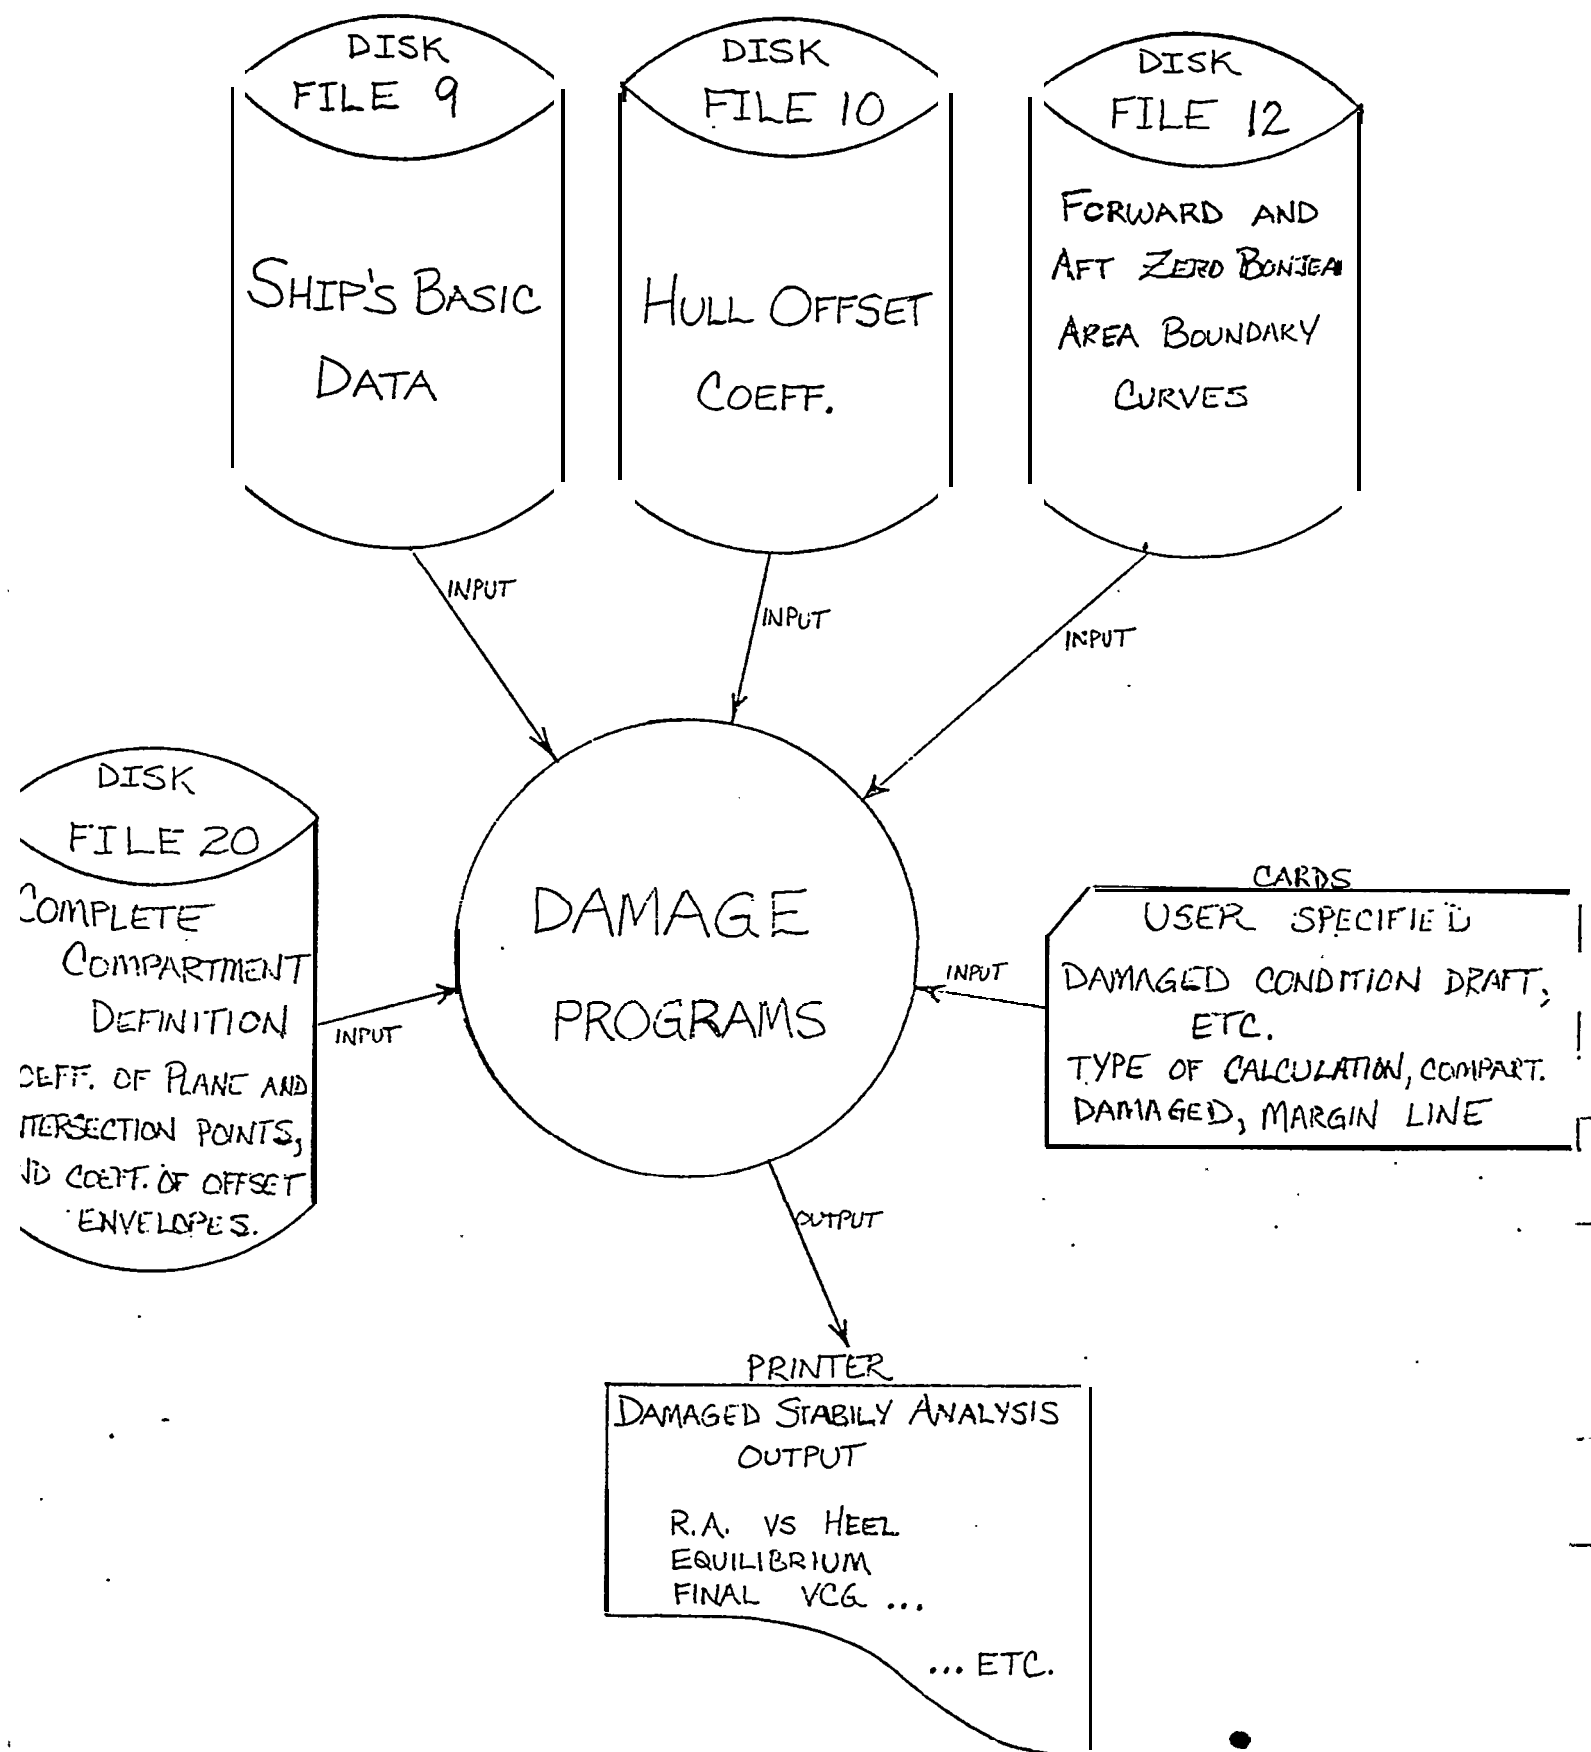 DISK
FILE 9
SHIP'S BASIC
DATA
DISK
FILE 10
HULL OFFSET
COEFF.
DISK
FILE 12
FORWARD AND
AFT ZERO BONJEA
AREA BOUNDARY
CURVES
INPUT
INPUT
INPUT
DISK
FILE 20
COMPLETE
COMPARTMENT
DEFINITION
OEFF. OF PLANE AND
TERSECTION POINTS,
ND COEFF. OF OFFSET
ENVELOPES.
INPUT
DAMAGE
PROGRAMS
INPUT
CARDS
USER SPECIFIED
DAMAGED CONDITION DRAFT,
ETC.
TYPE OF CALCULATION, COMPART.
DAMAGED, MARGIN LINE
OUTPUT
PRINTER
DAMAGED STABILY ANALYSIS
OUTPUT
R.A. VS HEEL
EQUILIBRIUM
FINAL VCG ...
... ETC.